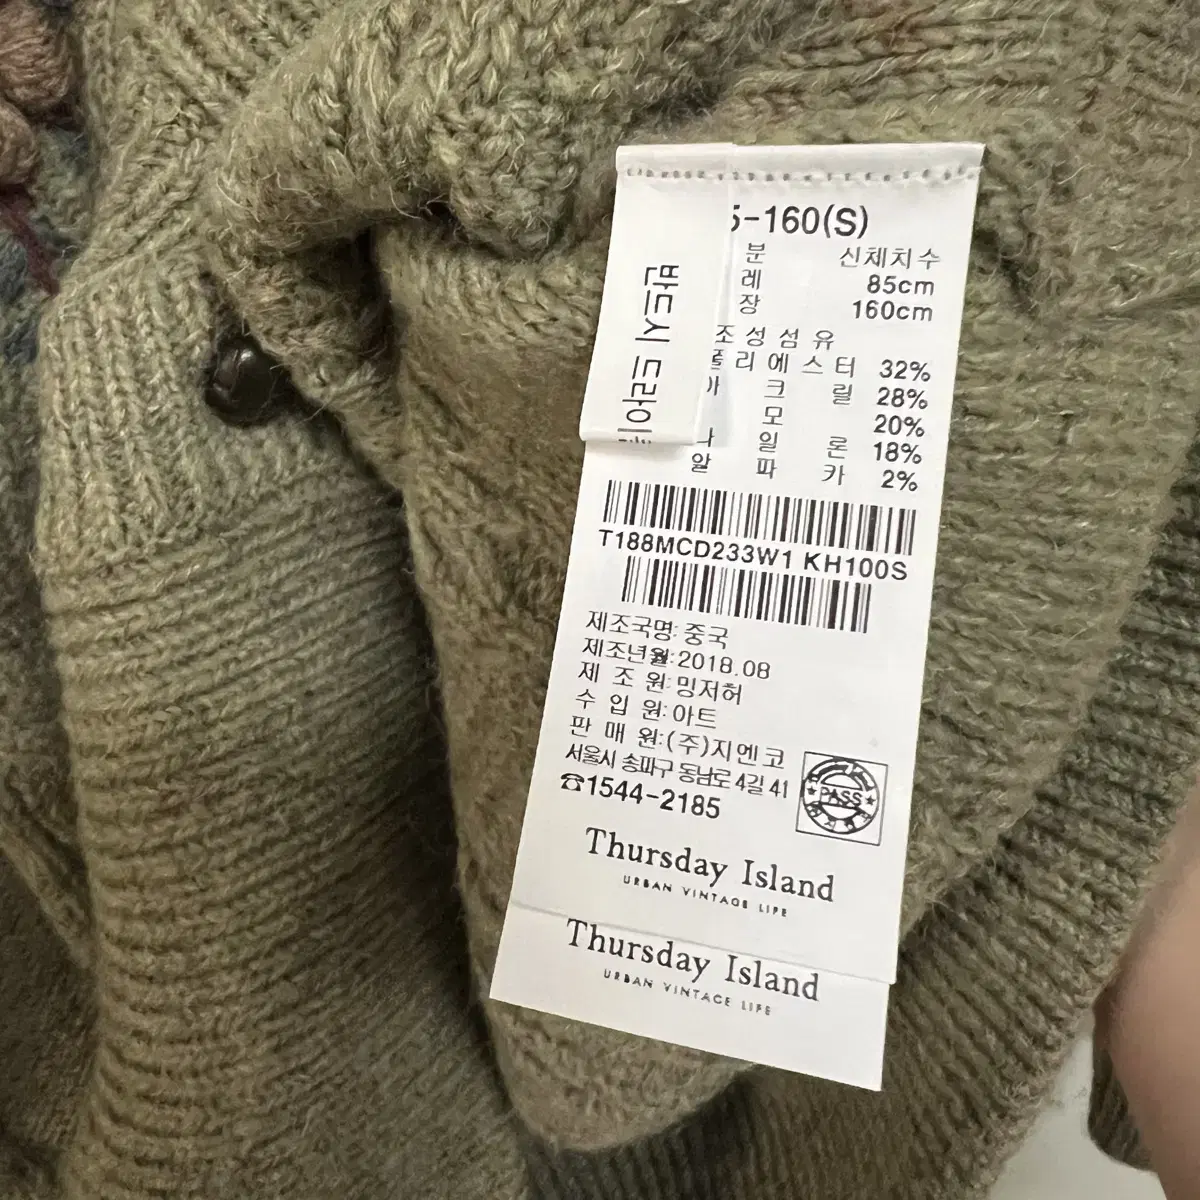 5-160(S)
분 신체치수
레 85cm
장 160cm
조성섬유
폴리에스터 32%
아크릴 28%
모 20%
나일론 18%
알파카 2%
반드시 드라이
T188MCD233W1 KH100S
제조국명: 중국
제조년월: 2018.08
제 조 원: 밍저허
수 입 원: 아트
판 매 원: (주)지엔코
서울시 송파구 동남로 4길 41
☎1544-2185
PASS
Thursday Island
URBAN VINTAGE LIFE
Thursday Island
URBAN VINTAGE LIFE